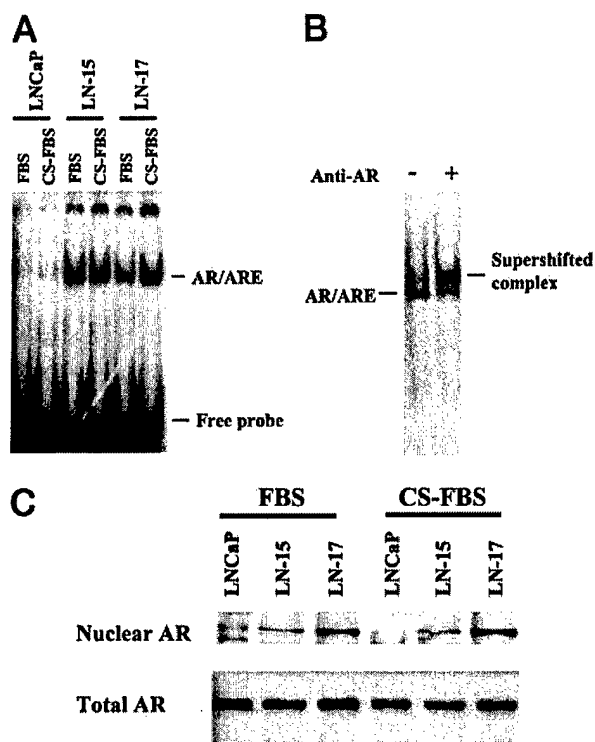 A
LNCaP
LN-15
LN-17
FBS
CS-FBS
FBS
CS-FBS
FBS
CS-FBS
AR/ARE
Free probe
B
Anti-AR - +
AR/ARE
Supershifted
complex
C
FBS
CS-FBS
LNCaP
LN-15
LN-17
LNCaP
LN-15
LN-17
Nuclear AR
Total AR